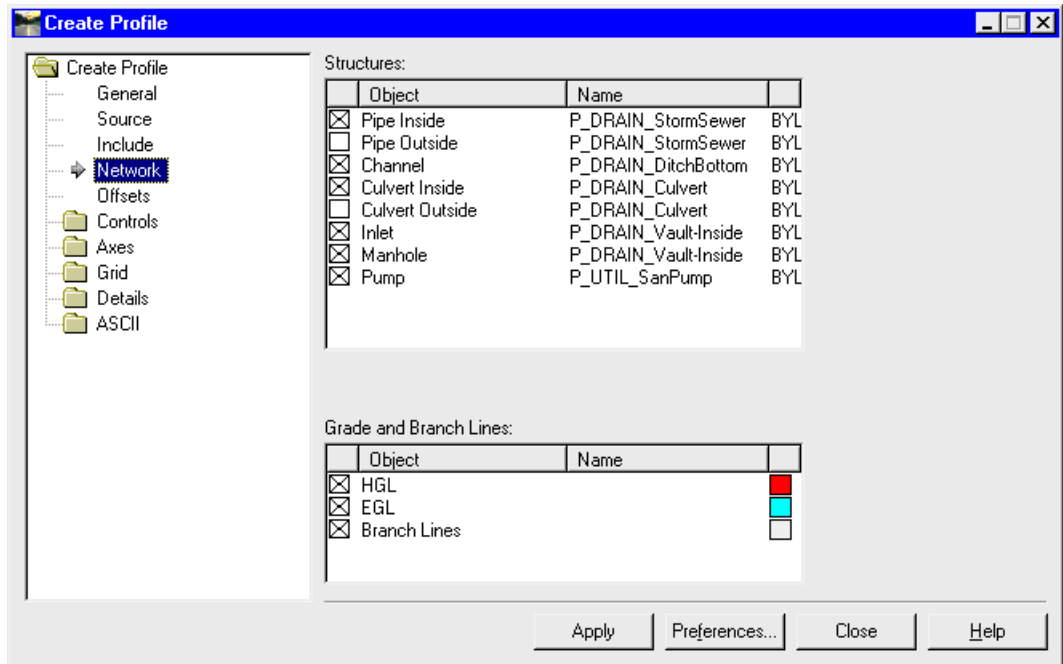 Create Profile
Create Profile
General
Source
Include
Network
Offsets
Controls
Axes
Grid
Details
ASCII
Structures:
Object Name
Pipe Inside P_DRAIN_StormSewer BYL
Pipe Outside P_DRAIN_StormSewer BYL
Channel P_DRAIN_DitchBottom BYL
Culvert Inside P_DRAIN_Culvert BYL
Culvert Outside P_DRAIN_Culvert BYL
Inlet P_DRAIN_Vault-Inside BYL
Manhole P_DRAIN_Vault-Inside BYL
Pump P_UTIL_SanPump BYL
Grade and Branch Lines:
Object Name
HGL
EGL
Branch Lines
Apply Preferences... Close Help